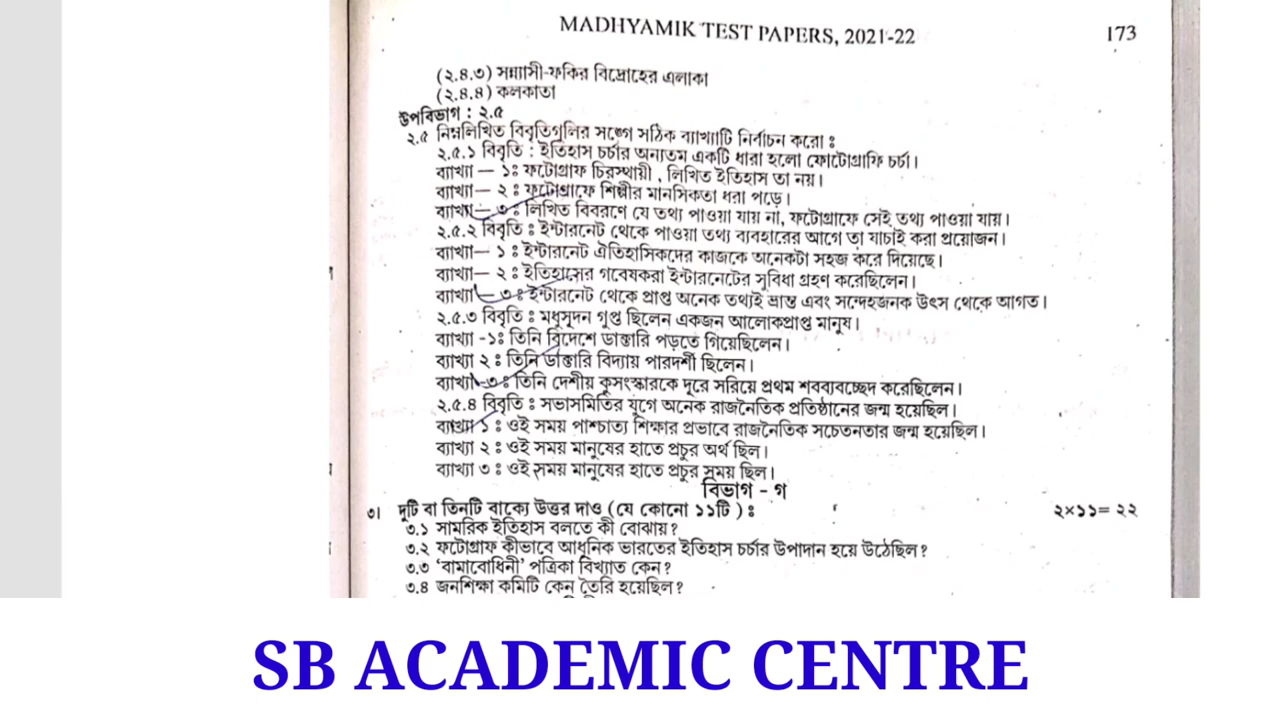 MADHYAMIK TEST PAPERS, 2021-22 173
(২.৪.৩) সন্ন্যাসী-ফকির বিদ্রোহের এলাকা
(২.৪.৪) কলকাতা
উপবিভাগ : ২.৫
২.৫ নিম্নলিখিত বিবৃতিগুলির সঙ্গে সঠিক ব্যাখ্যাটি নির্বাচন করো ঃ
২.৫.১ বিবৃতি : ইতিহাস চর্চার অন্যতম একটি ধারা হলো ফোটোগ্রাফি চর্চা।
ব্যাখ্যা — ১ঃ ফটোগ্রাফ চিরস্থায়ী , লিখিত ইতিহাস তা নয়।
ব্যাখ্যা — ২ ঃ ফটোগ্রাফে শিল্পীর মানসিকতা ধরা পড়ে।
ব্যাখ্যা — ৩ ঃ লিখিত বিবরণে যে তথ্য পাওয়া যায় না, ফটোগ্রাফে সেই তথ্য পাওয়া যায়।
২.৫.২ বিবৃতি ঃ ইন্টারনেট থেকে পাওয়া তথ্য ব্যবহারের আগে তা যাচাই করা প্রয়োজন।
ব্যাখ্যা— ১ ঃ ইন্টারনেট ঐতিহাসিকদের কাজকে অনেকটা সহজ করে দিয়েছে।
ব্যাখ্যা— ২ ঃ ইতিহাসের গবেষকরা ইন্টারনেটের সুবিধা গ্রহণ করেছিলেন।
ব্যাখ্যা — ৩ ঃ ইন্টারনেট থেকে প্রাপ্ত অনেক তথ্যই ভ্রান্ত এবং সন্দেহজনক উৎস থেকে আগত।
২.৫.৩ বিবৃতি ঃ মধুসূদন গুপ্ত ছিলেন একজন আলোকপ্রাপ্ত মানুষ।
ব্যাখ্যা -১ঃ তিনি বিদেশে ডাক্তারি পড়তে গিয়েছিলেন।
ব্যাখ্যা ২ ঃ তিনি ডাক্তারি বিদ্যায় পারদর্শী ছিলেন।
ব্যাখ্যা -৩ ঃ তিনি দেশীয় কুসংস্কারকে দূরে সরিয়ে প্রথম শবব্যবচ্ছেদ করেছিলেন।
২.৫.৪ বিবৃতি ঃ সভাসমিতির যুগে অনেক রাজনৈতিক প্রতিষ্ঠানের জন্ম হয়েছিল।
ব্যাখ্যা ১ ঃ ওই সময় পাশ্চাত্য শিক্ষার প্রভাবে রাজনৈতিক সচেতনতার জন্ম হয়েছিল।
ব্যাখ্যা ২ ঃ ওই সময় মানুষের হাতে প্রচুর অর্থ ছিল।
ব্যাখ্যা ৩ ঃ ওই সময় মানুষের হাতে প্রচুর সময় ছিল।
বিভাগ - গ
৩। দুটি বা তিনটি বাক্যে উত্তর দাও (যে কোনো ১১টি ) ঃ ২×১১= ২২
৩.১ সামরিক ইতিহাস বলতে কী বোঝায়?
৩.২ ফটোগ্রাফ কীভাবে আধুনিক ভারতের ইতিহাস চর্চার উপাদান হয়ে উঠেছিল?
৩.৩ 'বামাবোধিনী' পত্রিকা বিখ্যাত কেন?
৩.৪ জনশিক্ষা কমিটি কেন তৈরি হয়েছিল?
SB ACADEMIC CENTRE